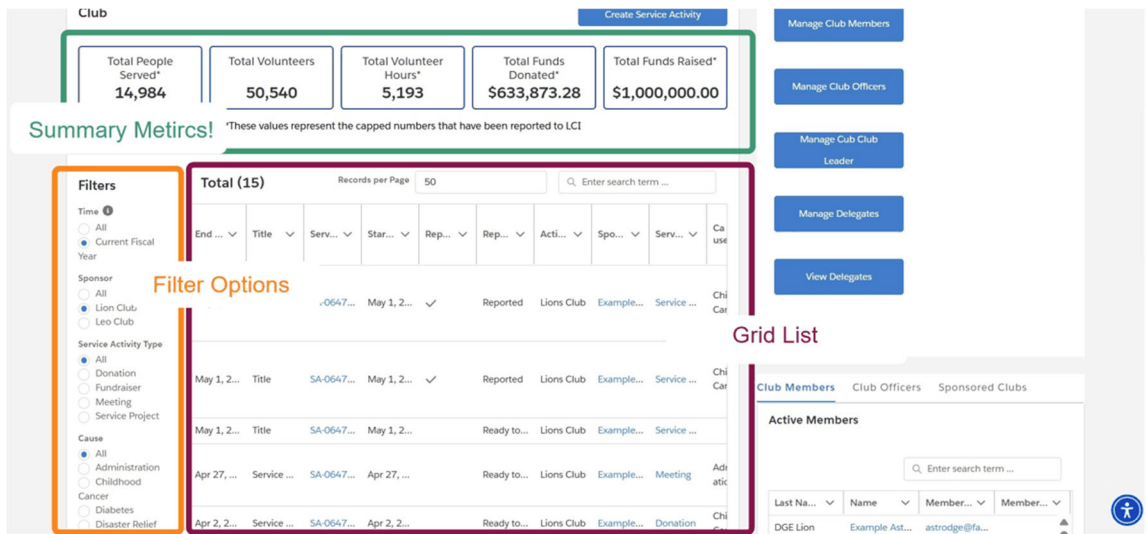 Club
Create Service Activity
Total People Served*
14,984
Total Volunteers
50,540
Total Volunteer Hours*
5,193
Total Funds Donated*
$633,873.28
Total Funds Raised*
$1,000,000.00
Summary Metircs!
*These values represent the capped numbers that have been reported to LCI
Filters
Time
All
Current Fiscal Year
Sponsor
All
Lion Club
Leo Club
Service Activity Type
All
Donation
Fundraiser
Meeting
Service Project
Cause
All
Administration
Childhood Cancer
Diabetes
Disaster Relief
Filter Options
Total (15)
Records per Page 50
Enter search term ...
End ... Title Serv... Star... Rep... Rep... Acti... Spo... Serv... Ca use
-0647... May 1, 2... Reported Lions Club Example... Service ... Chi Car
Grid List
May 1, 2... Title SA-0647... May 1, 2... Reported Lions Club Example... Service ... Chi Car
May 1, 2... Title SA-0647... May 1, 2... Ready to... Lions Club Example... Service ...
Apr 27, ... Service ... SA-0647... Apr 27, ... Ready to... Lions Club Example... Meeting Adr atic
Apr 2, 2... Service ... SA-0647... Apr 2, 2... Ready to... Lions Club Example... Donation Chi
Manage Club Members
Manage Club Officers
Manage Cub Club Leader
Manage Delegates
View Delegates
Club Members Club Officers Sponsored Clubs
Active Members
Enter search term ...
Last Na... Name Member... Member...
DGE Lion Example Ast... astrodge@fa...